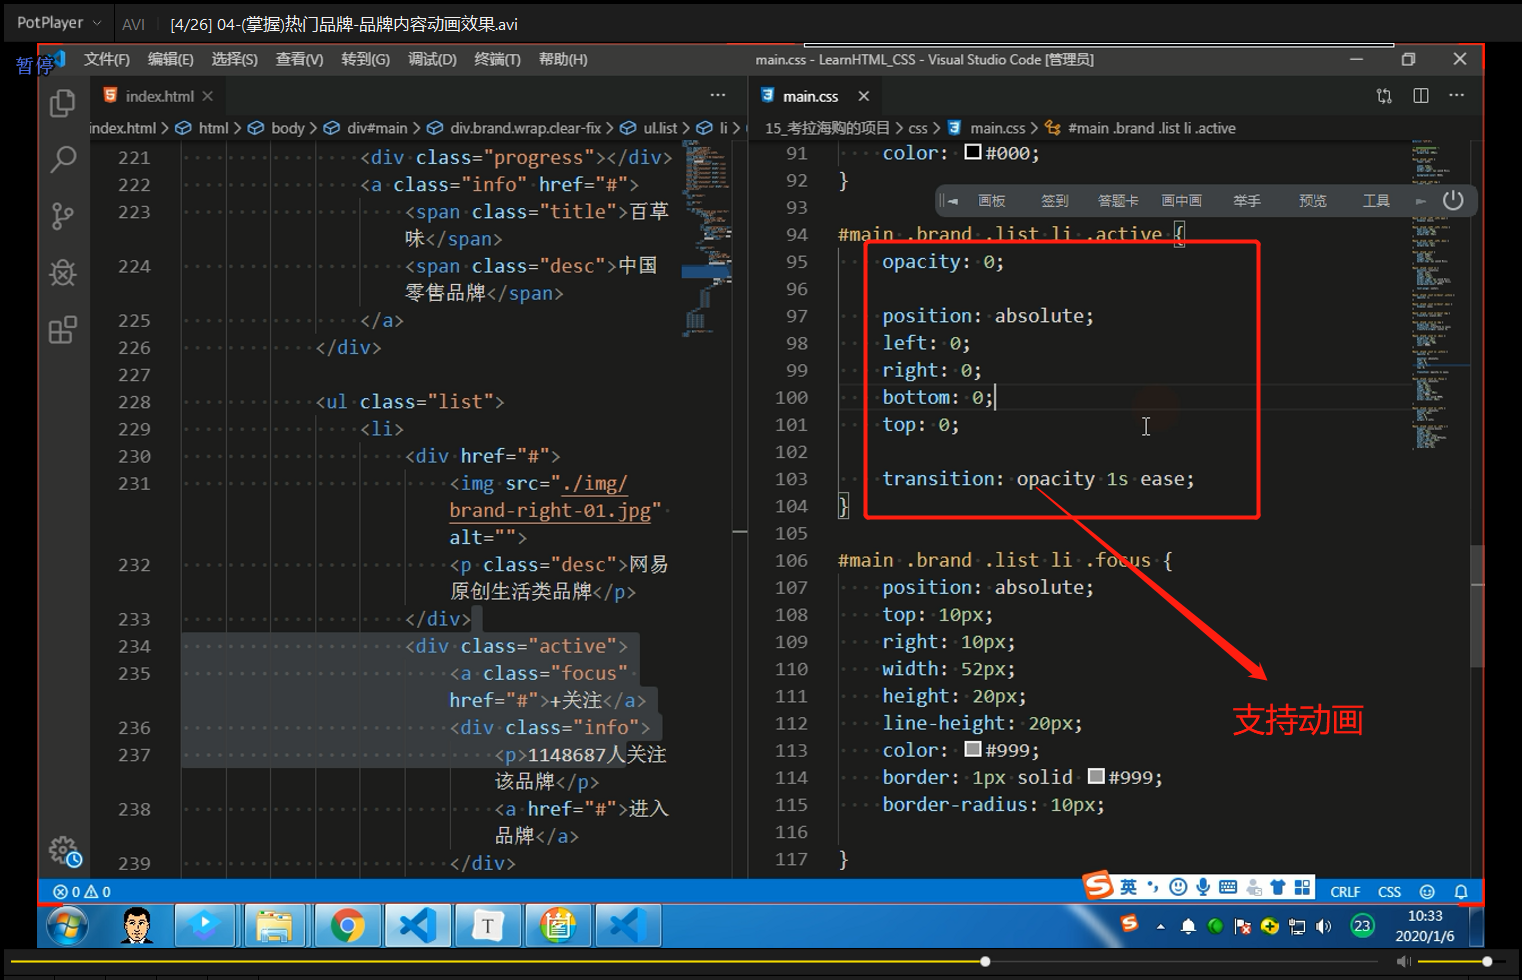 PotPlayer AVI [4/26] 04-(掌握)热门品牌-品牌内容动画效果.avi
暂停
文件(F) 编辑(E) 选择(S) 查看(V) 转到(G) 调试(D) 终端(T) 帮助(H)
main.css - LearnHTML_CSS - Visual Studio Code [管理员]
index.html
index.html > html > body > div#main > div.brand.wrap.clear-fix > ul.list > li >
221 <div class="progress"></div>
222 <a class="info" href="#">
223 <span class="title">百草
味</span>
224 <span class="desc">中国
零售品牌</span>
225 </a>
226 </div>
227
228 <ul class="list">
229 <li>
230 <div href="#">
231 <img src="./img/
brand-right-01.jpg"
alt="">
232 <p class="desc">网易
原创生活类品牌</p>
233 </div>
234 <div class="active">
235 <a class="focus"
href="#">+关注</a>
236 <div class="info">
237 <p>1148687人关注
该品牌</p>
238 <a href="#">进入
品牌</a>
239 </div>
main.css
15_考拉海购的项目 > css > main.css > #main .brand .list li .active
91 color: #000;
92 }
93
画板 签到 答题卡 画中画 举手 预览 工具
94 #main .brand .list li .active {
95 opacity: 0;
96
97 position: absolute;
98 left: 0;
99 right: 0;
100 bottom: 0;
101 top: 0;
102
103 transition: opacity 1s ease;
104 }
105
106 #main .brand .list li .focus {
107 position: absolute;
108 top: 10px;
109 right: 10px;
110 width: 52px;
111 height: 20px;
112 line-height: 20px;
113 color: #999;
114 border: 1px solid #999;
115 border-radius: 10px;
116
117 }
支持动画
0 0
英
CRLF CSS
T
23
10:33
2020/1/6